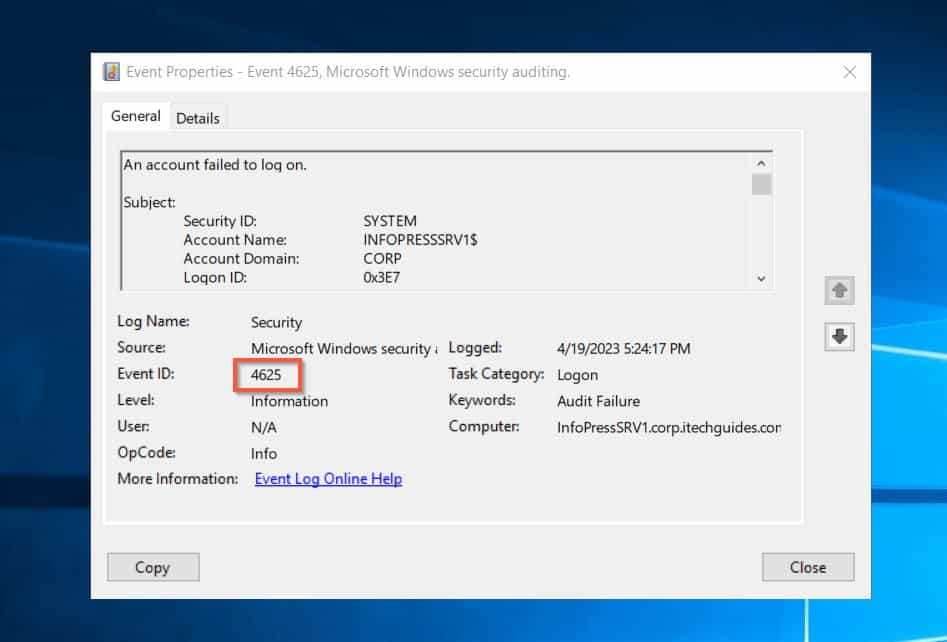 Event Properties - Event 4625, Microsoft Windows security auditing.
General Details
An account failed to log on.
Subject:
Security ID: SYSTEM
Account Name: INFOPRESSSRV1$
Account Domain: CORP
Logon ID: 0x3E7
Log Name: Security
Source: Microsoft Windows security Logged: 4/19/2023 5:24:17 PM
Event ID: 4625 Task Category: Logon
Level: Information Keywords: Audit Failure
User: N/A Computer: InfoPressSRV1.corp.itechguides.com
OpCode: Info
More Information: Event Log Online Help
Copy Close